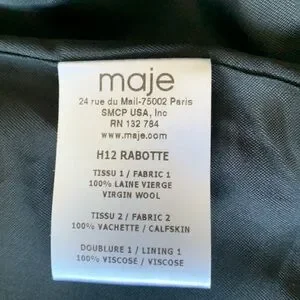 maje
24 rue du Mail-75002 Paris
SMCP USA, Inc
RN 132 784
www.maje.com
H12 RABOTTE
TISSU 1 / FABRIC 1
100% LAINE VIERGE
VIRGIN WOOL
TISSU 2 / FABRIC 2
100% VACHETTE / CALFSKIN
DOUBLURE 1 / LINING 1
100% VISCOSE / VISCOSE